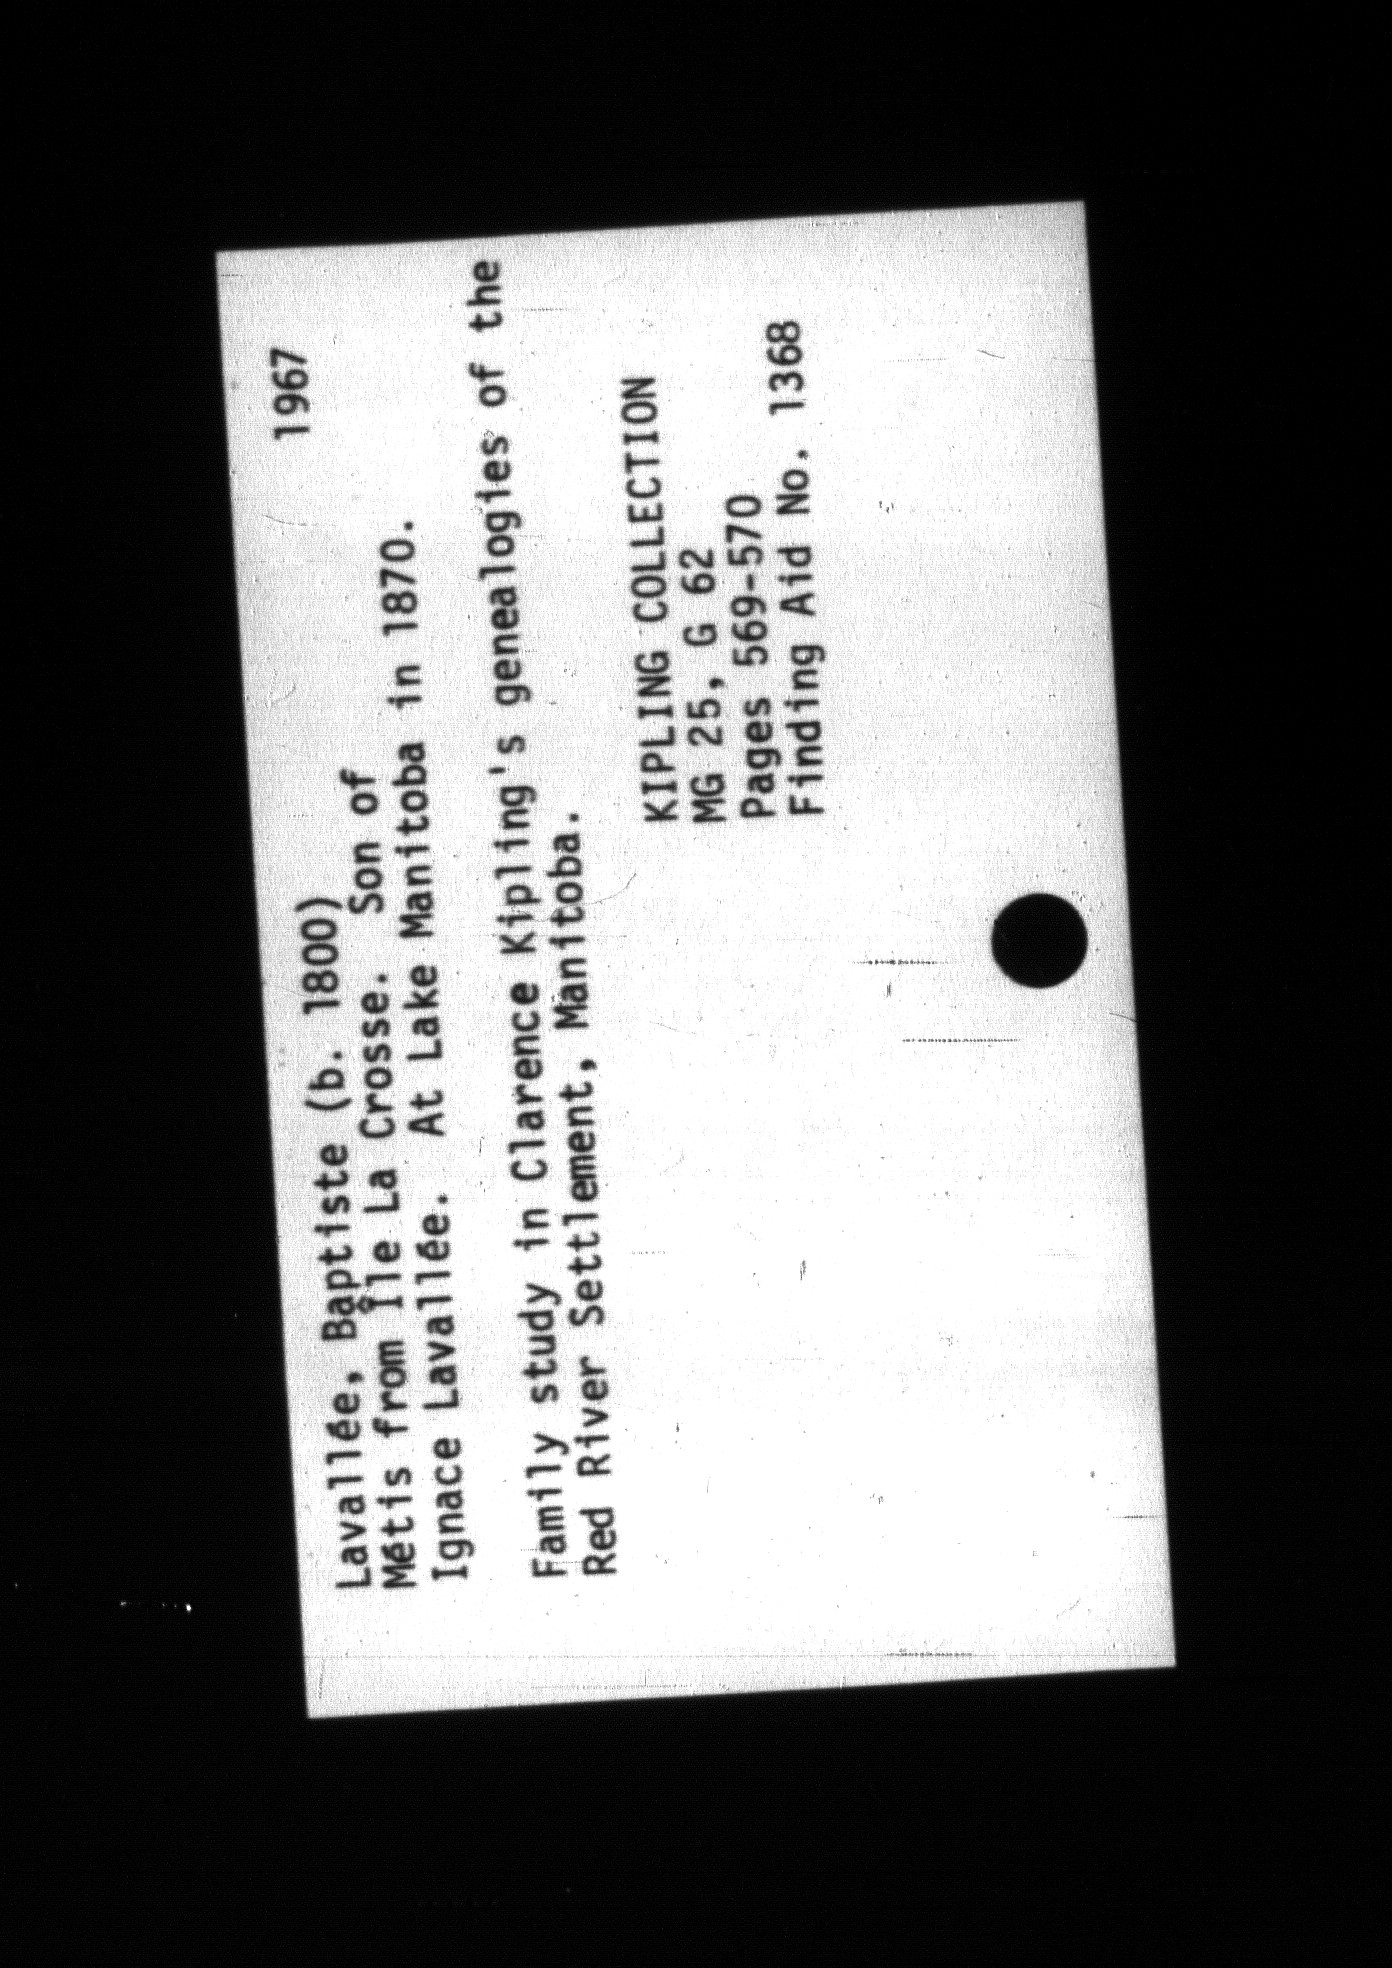 1967
Lavallée, Baptiste (b. 1800)
Métis from Île La Crosse. Son of
Ignace Lavallée. At Lake Manitoba in 1870.
Family study in Clarence Kipling's genealogies of the
Red River Settlement, Manitoba.
KIPLING COLLECTION
MG 25, G 62
Pages 569-570
Finding Aid No. 1368